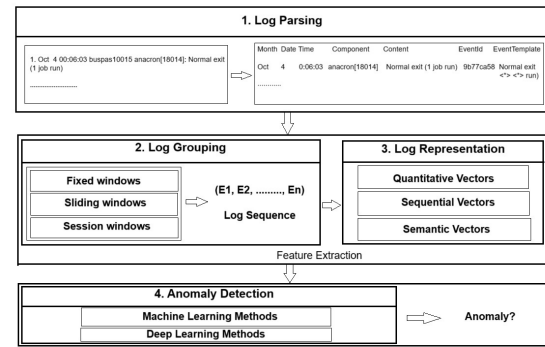 1. Log Parsing
1. Oct 4 00:06:03 buspas10015 anacron[18014]: Normal exit
(1 job run)
.........................
Month Date Time Component Content EventId EventTemplate
Oct 4 0:06:03 anacron[18014] Normal exit (1 job run) 9b77ca58 Normal exit
<*> <*> run)
............
2. Log Grouping
Fixed windows
Sliding windows
Session windows
(E1, E2, ........., En)
Log Sequence
3. Log Representation
Quantitative Vectors
Sequential Vectors
Semantic Vectors
Feature Extraction
4. Anomaly Detection
Machine Learning Methods
Deep Learning Methods
Anomaly?